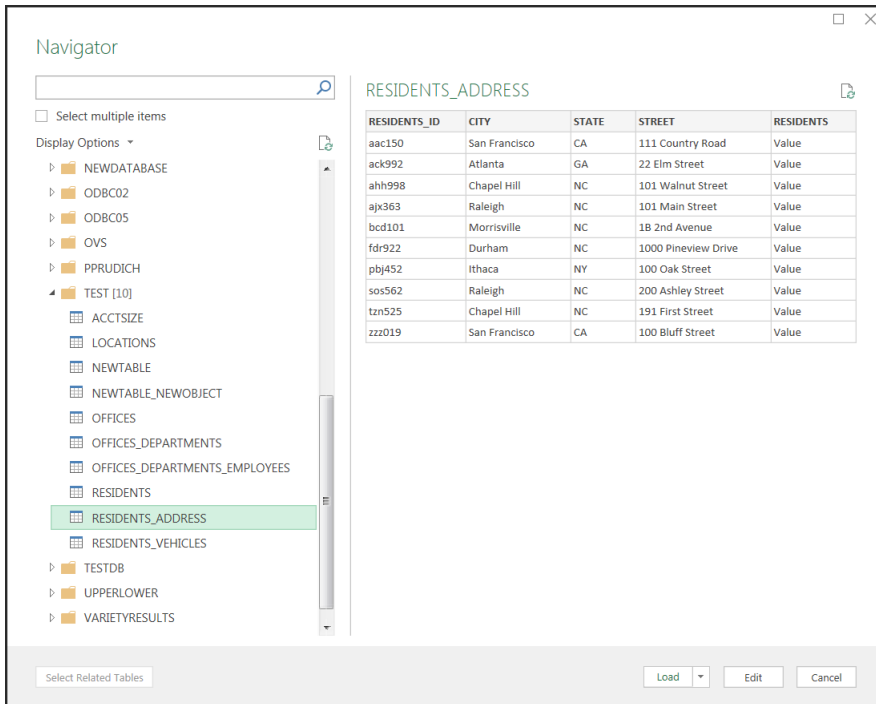 Navigator
Select multiple items
Display Options
NEWDATABASE
ODBC02
ODBC05
OVS
PPRUDICH
TEST [10]
ACCTSIZE
LOCATIONS
NEWTABLE
NEWTABLE_NEWOBJECT
OFFICES
OFFICES_DEPARTMENTS
OFFICES_DEPARTMENTS_EMPLOYEES
RESIDENTS
RESIDENTS_ADDRESS
RESIDENTS_VEHICLES
TESTDB
UPPERLOWER
VARIETYRESULTS
RESIDENTS_ADDRESS
RESIDENTS_ID CITY STATE STREET RESIDENTS
aac150 San Francisco CA 111 Country Road Value
ack992 Atlanta GA 22 Elm Street Value
ahh998 Chapel Hill NC 101 Walnut Street Value
ajx363 Raleigh NC 101 Main Street Value
bcd101 Morrisville NC 1B 2nd Avenue Value
fdr922 Durham NC 1000 Pineview Drive Value
pbj452 Ithaca NY 100 Oak Street Value
sos562 Raleigh NC 200 Ashley Street Value
tzn525 Chapel Hill NC 191 First Street Value
zzz019 San Francisco CA 100 Bluff Street Value
Select Related Tables
Load Edit Cancel